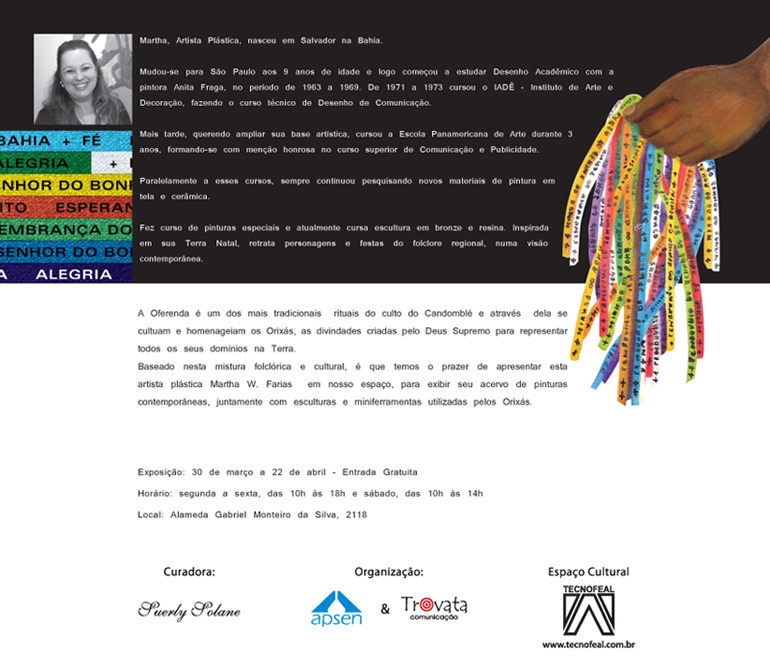 Martha, Artista Plástica, nasceu em Salvador na Bahia.
Mudou-se para São Paulo aos 9 anos de idade e logo começou a estudar Desenho Acadêmico com a
pintora Anita Fraga, no período de 1963 a 1969. De 1971 a 1973 cursou o IADÊ - Instituto de Arte e
Decoração, fazendo o curso técnico de Desenho de Comunicação.
Mais tarde, querendo ampliar sua base artística, cursou a Escola Panamericana de Arte durante 3
anos, formando-se com menção honrosa no curso superior de Comunicação e Publicidade.
Paralelamente a esses cursos, sempre continuou pesquisando novos materiais de pintura em
tela e cerâmica.
Fez curso de pinturas especiais e atualmente cursa escultura em bronze e resina. Inspirada
em sua Terra Natal, retrata personagens e festas do folclore regional, numa visão
contemporânea.
BAHIA + FÉ
ALEGRIA +
NHOR DO BONF
ITO ESPERAN
EMBRANÇA DO
SENHOR DO BO
A ALEGRIA
A Oferenda é um dos mais tradicionais rituais do culto do Candomblé e através dela se
cultuam e homenageiam os Orixás, as divindades criadas pelo Deus Supremo para representar
todos os seus domínios na Terra.
Baseado nesta mistura folclórica e cultural, é que temos o prazer de apresentar esta
artista plástica Martha W. Farias em nosso espaço, para exibir seu acervo de pinturas
contemporâneas, juntamente com esculturas e miniferramentas utilizadas pelos Orixás.
Exposição: 30 de março a 22 de abril - Entrada Gratuita
Horário: segunda a sexta, das 10h às 18h e sábado, das 10h às 14h
Local: Alameda Gabriel Monteiro da Silva, 2118
Curadora:
Suerly Solane
Organização:
apsen & Trovata
comunicação
Espaço Cultural
TECNOFEAL
www.tecnofeal.com.br